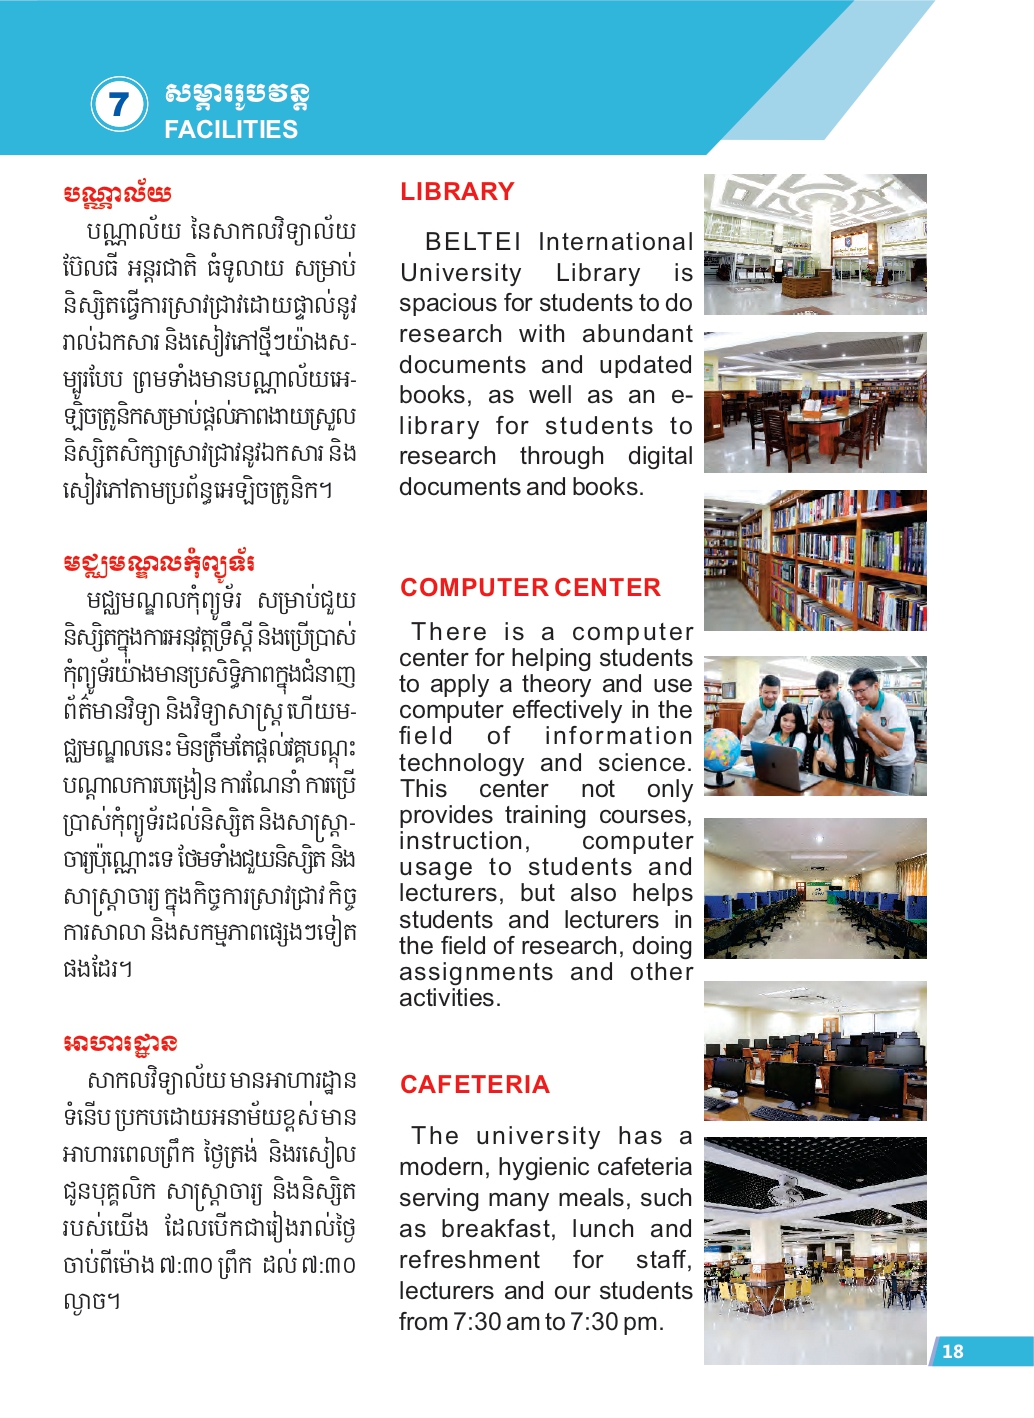 7
សម្ភាររូបវន្ត
FACILITIES
បណ្ណាល័យ
បណ្ណាល័យ នៃសាកលវិទ្យាល័យ
ប៊ែលធី អន្តរជាតិ ធំទូលាយ សម្រាប់
និស្សិតធ្វើការស្រាវជ្រាវដោយផ្ទាល់នូវ
រាល់ឯកសារ និងសៀវភៅថ្មីៗយ៉ាងស-
ម្បូរបែប ព្រមទាំងមានបណ្ណាល័យអេ-
ឡិចត្រូនិកសម្រាប់ផ្តល់ភាពងាយស្រួល
និស្សិតសិក្សាស្រាវជ្រាវនូវឯកសារ និង
សៀវភៅតាមប្រព័ន្ធអេឡិចត្រូនិក។
មជ្ឈមណ្ឌលកុំព្យូទ័រ
មជ្ឈមណ្ឌលកុំព្យូទ័រ សម្រាប់ជួយ
និស្សិតក្នុងការអនុវត្តទ្រឹស្តី និងប្រើប្រាស់
កុំព្យូទ័រយ៉ាងមានប្រសិទ្ធិភាពក្នុងជំនាញ
ព័ត៌មានវិទ្យា និងវិទ្យាសាស្ត្រ ហើយម-
ជ្ឈមណ្ឌលនេះ មិនត្រឹមតែផ្តល់វគ្គបណ្តុះ
បណ្តាលការបង្រៀន ការណែនាំ ការប្រើ
ប្រាស់កុំព្យូទ័រដល់និស្សិត និងសាស្ត្រា-
ចារ្យប៉ុណ្ណោះទេ ថែមទាំងជួយនិស្សិត និង
សាស្ត្រាចារ្យ ក្នុងកិច្ចការស្រាវជ្រាវ កិច្ច
ការសាលា និងសកម្មភាពផ្សេងៗទៀត
ផងដែរ។
អាហារដ្ឋាន
សាកលវិទ្យាល័យ មានអាហារដ្ឋាន
ទំនើប ប្រកបដោយអនាម័យខ្ពស់ មាន
អាហារពេលព្រឹក ថ្ងៃត្រង់ និងរសៀល
ជូនបុគ្គលិក សាស្ត្រាចារ្យ និងនិស្សិត
របស់យើង ដែលបើកជារៀងរាល់ថ្ងៃ
ចាប់ពីម៉ោង ៧:៣០ ព្រឹក ដល់ ៧:៣០
ល្ងាច។
LIBRARY
BELTEI International
University Library is
spacious for students to do
research with abundant
documents and updated
books, as well as an e-
library for students to
research through digital
documents and books.
COMPUTER CENTER
There is a computer
center for helping students
to apply a theory and use
computer effectively in the
field of information
technology and science.
This center not only
provides training courses,
instruction, computer
usage to students and
lecturers, but also helps
students and lecturers in
the field of research, doing
assignments and other
activities.
CAFETERIA
The university has a
modern, hygienic cafeteria
serving many meals, such
as breakfast, lunch and
refreshment for staff,
lecturers and our students
from 7:30 am to 7:30 pm.
18